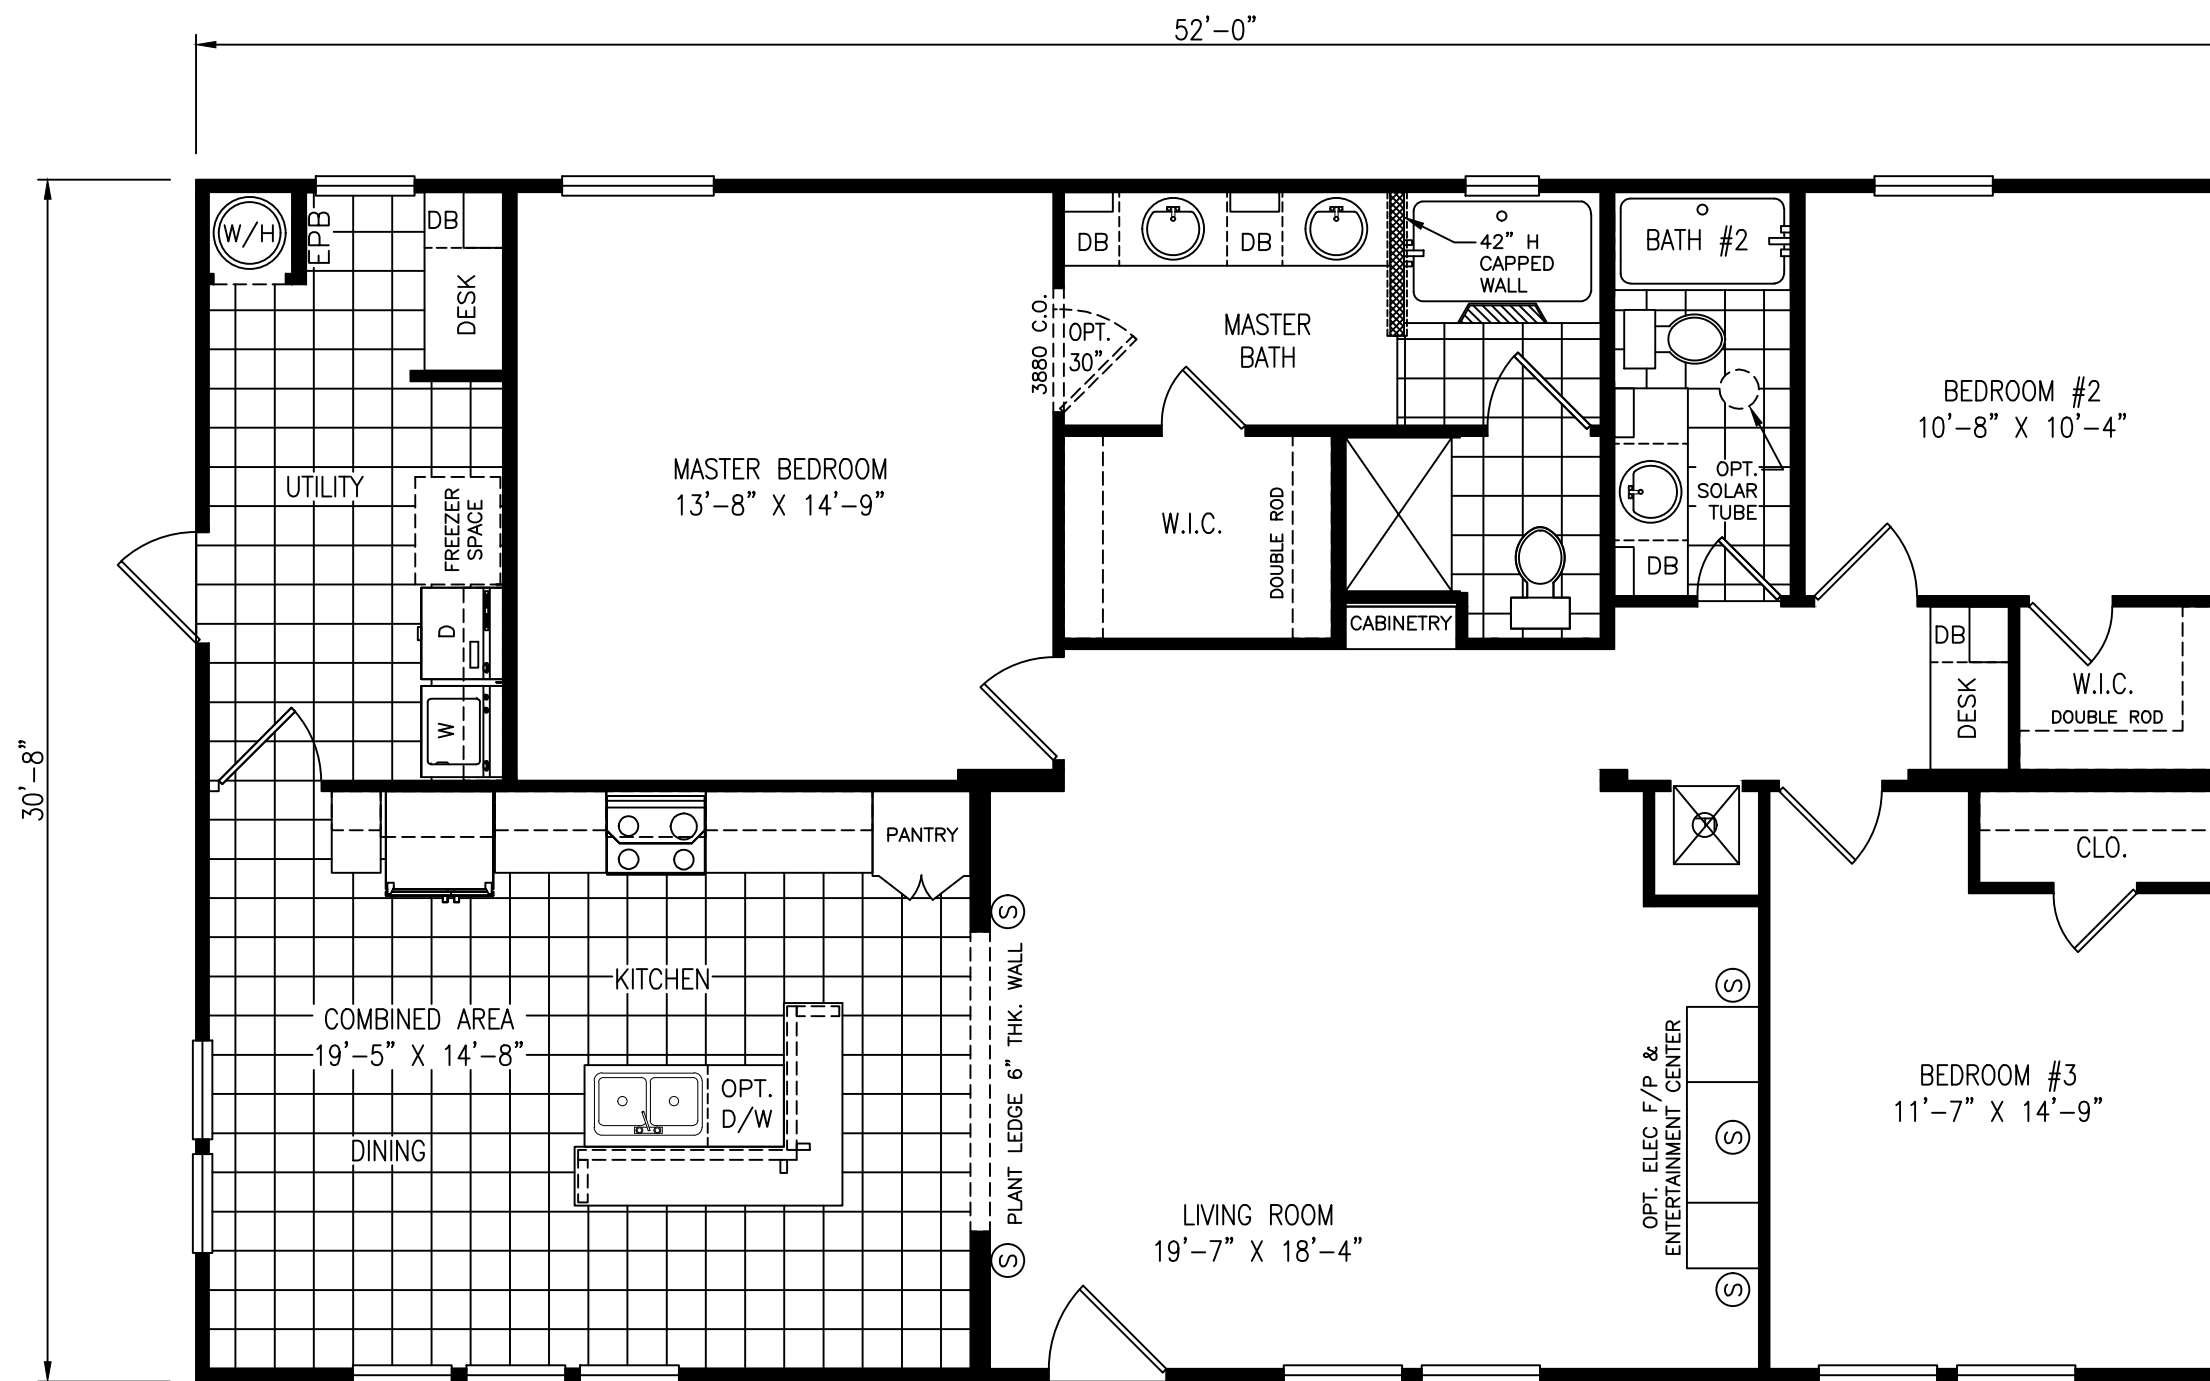 52'-0"
30'-8"
W/H
EPB
DB
DESK
UTILITY
FREEZER
SPACE
D
W
MASTER BEDROOM
13'-8" X 14'-9"
3880 C.O.
OPT.
30"
DB
DB
42" H
CAPPED
WALL
MASTER
BATH
W.I.C.
DOUBLE ROD
CABINETRY
BATH #2
OPT.
SOLAR
TUBE
DB
BEDROOM #2
10'-8" X 10'-4"
DB
DESK
W.I.C.
DOUBLE ROD
CLO.
PANTRY
KITCHEN
COMBINED AREA
19'-5" X 14'-8"
OPT.
D/W
DINING
S
PLANT LEDGE 6" THK. WALL
S
LIVING ROOM
19'-7" X 18'-4"
S
OPT. ELEC F/P &
ENTERTAINMENT CENTER
S
S
BEDROOM #3
11'-7" X 14'-9"